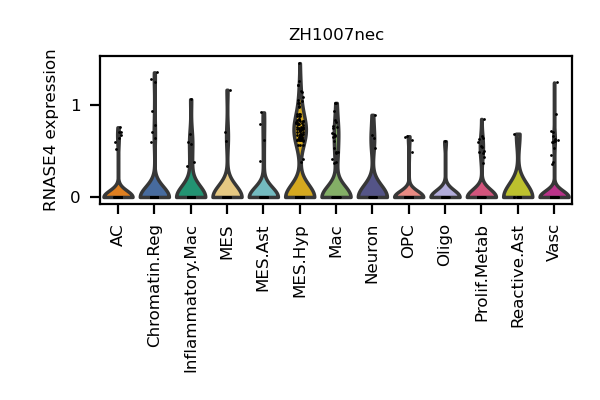 ZH1007nec
RNASE4 expression
1
0
AC
Chromatin.Reg
Inflammatory.Mac
MES
MES.Ast
MES.Hyp
Mac
Neuron
OPC
Oligo
Prolif.Metab
Reactive.Ast
Vasc